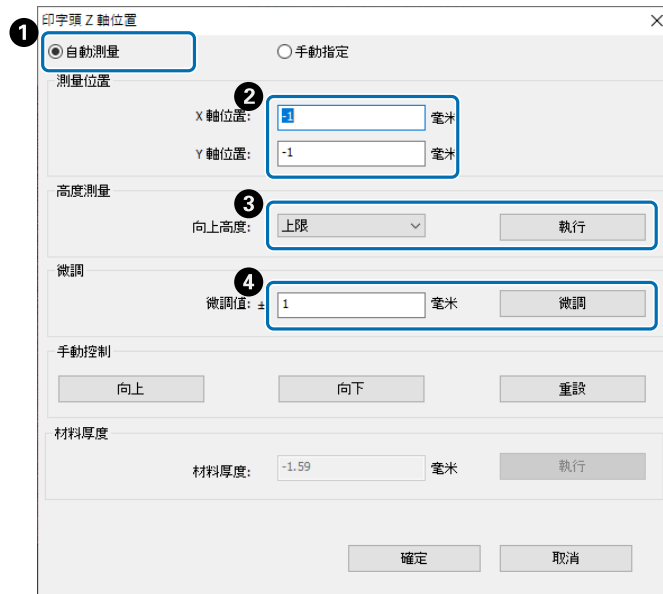 印字頭 Z 軸位置
1
自動測量 手動指定
測量位置
2
X 軸位置: -1 毫米
Y 軸位置: -1 毫米
高度測量
3
向上高度: 上限 執行
微調
4
微調值: ± 1 毫米 微調
手動控制
向上 向下 重設
材料厚度
材料厚度: -1.59 毫米 執行
確定 取消